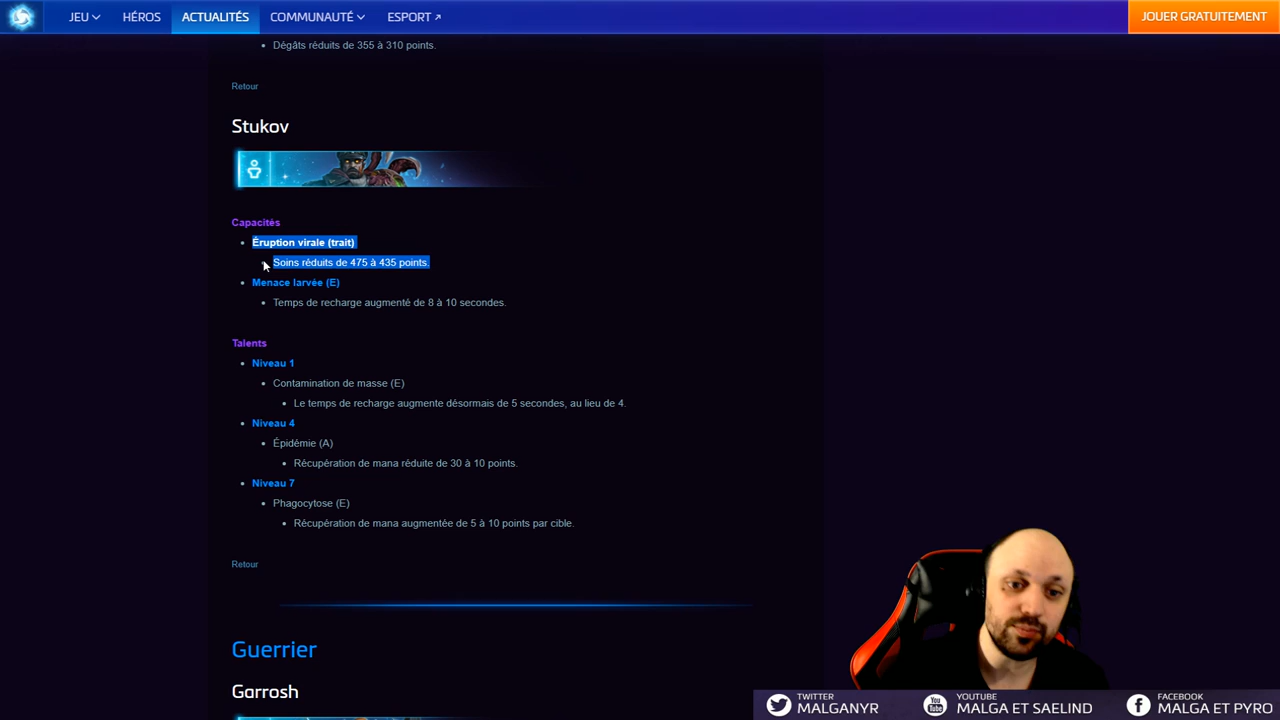 JEU HÉROS ACTUALITÉS COMMUNAUTÉ ESPORT JOUER GRATUITEMENT
Dégâts réduits de 355 à 310 points.
Retour
Stukov
Capacités
Éruption virale (trait)
Soins réduits de 475 à 435 points.
Menace larvée (E)
Temps de recharge augmenté de 8 à 10 secondes.
Talents
Niveau 1
Contamination de masse (E)
Le temps de recharge augmente désormais de 5 secondes, au lieu de 4.
Niveau 4
Épidémie (A)
Récupération de mana réduite de 30 à 10 points.
Niveau 7
Phagocytose (E)
Récupération de mana augmentée de 5 à 10 points par cible.
Retour
Guerrier
Garrosh
TWITTER
MALGANYR
YOUTUBE
MALGA ET SAELIND
FACEBOOK
MALGA ET PYRO